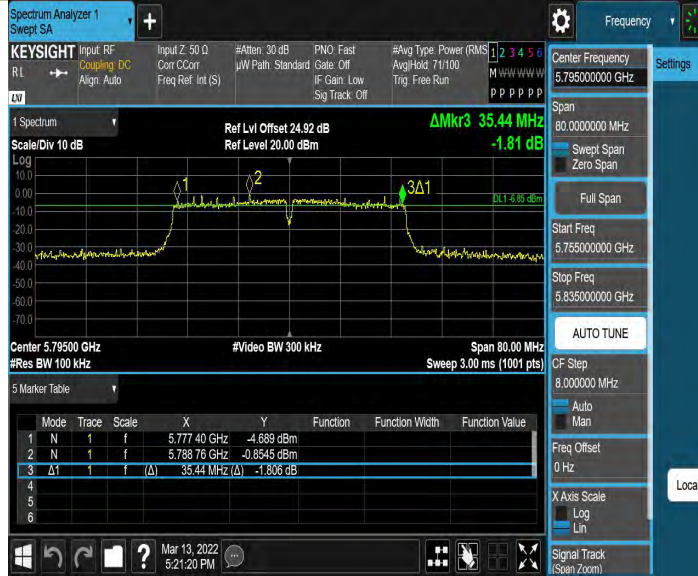 Spectrum Analyzer 1
Swept SA
+
Frequency
KEYSIGHT
RL
LXI
Input: RF
Coupling: DC
Align: Auto
Input Z: 50 Ω
Corr CCorr
Freq Ref: Int (S)
#Atten: 30 dB
µW Path: Standard
PNO: Fast
Gate: Off
IF Gain: Low
Sig Track: Off
#Avg Type: Power (RMS
Avg|Hold: 71/100
Trig: Free Run
1 2 3 4 5 6
M W W W W W
P P P P P P
1 Spectrum
Scale/Div 10 dB
Ref Lvl Offset 24.92 dB
Ref Level 20.00 dBm
ΔMkr3 35.44 MHz
-1.81 dB
Log
10.0
0.00
-10.0
-20.0
-30.0
-40.0
-50.0
-60.0
-70.0
1
2
3Δ1
DL1 -6.85 dBm
Center 5.79500 GHz
#Res BW 100 kHz
#Video BW 300 kHz
Span 80.00 MHz
Sweep 3.00 ms (1001 pts)
5 Marker Table
Mode Trace Scale X Y Function Function Width Function Value
1 N 1 f 5.777 40 GHz -4.689 dBm
2 N 1 f 5.788 76 GHz -0.8545 dBm
3 Δ1 1 f (Δ) 35.44 MHz (Δ) -1.806 dB
4
5
6
? Mar 13, 2022
5:21:20 PM
Center Frequency
5.795000000 GHz
Settings
Span
80.0000000 MHz
Swept Span
Zero Span
Full Span
Start Freq
5.755000000 GHz
Stop Freq
5.835000000 GHz
AUTO TUNE
CF Step
8.000000 MHz
Auto
Man
Freq Offset
0 Hz
X Axis Scale
Log
Lin
Loca
Signal Track
(Span Zoom)